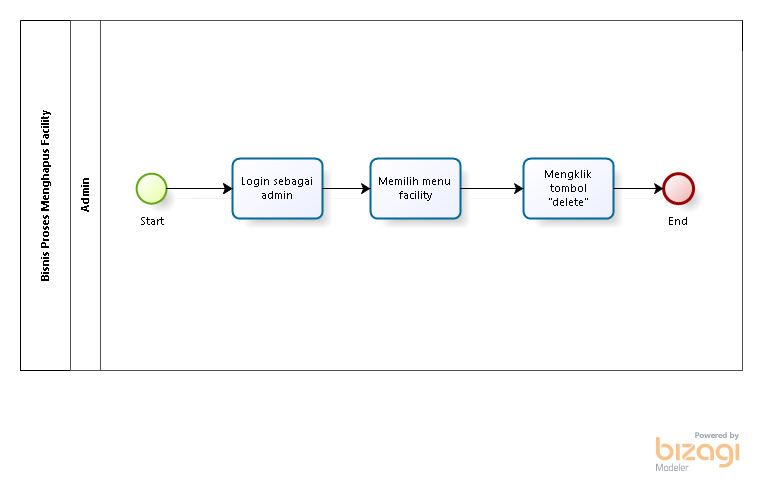 Bisnis Proses Menghapus Facility
Admin
Start
Login sebagai
admin
Memilih menu
facility
Mengklik
tombol
"delete"
End
Powered by
bizagi
Modeler